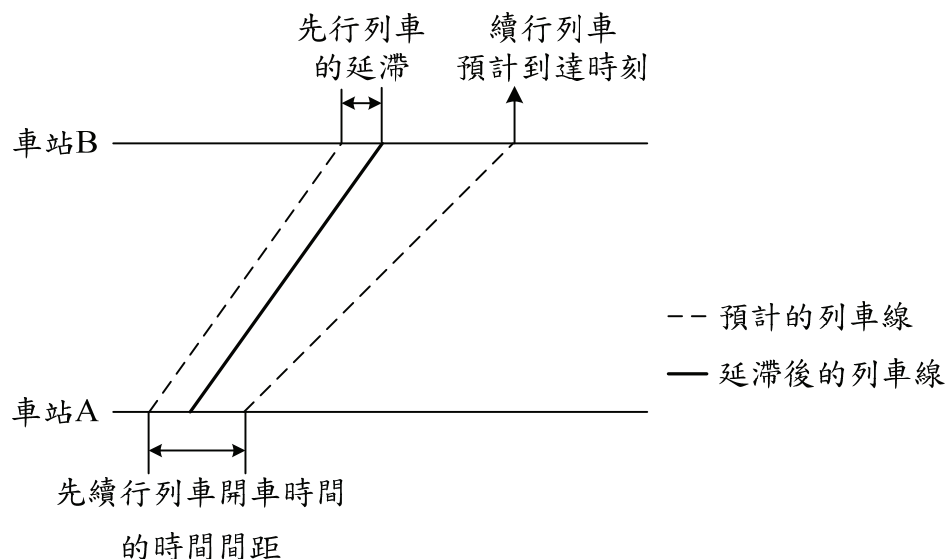 先行列車
的延滯
續行列車
預計到達時刻
車站B
預計的列車線
延滯後的列車線
車站A
先續行列車開車時間
的時間間距